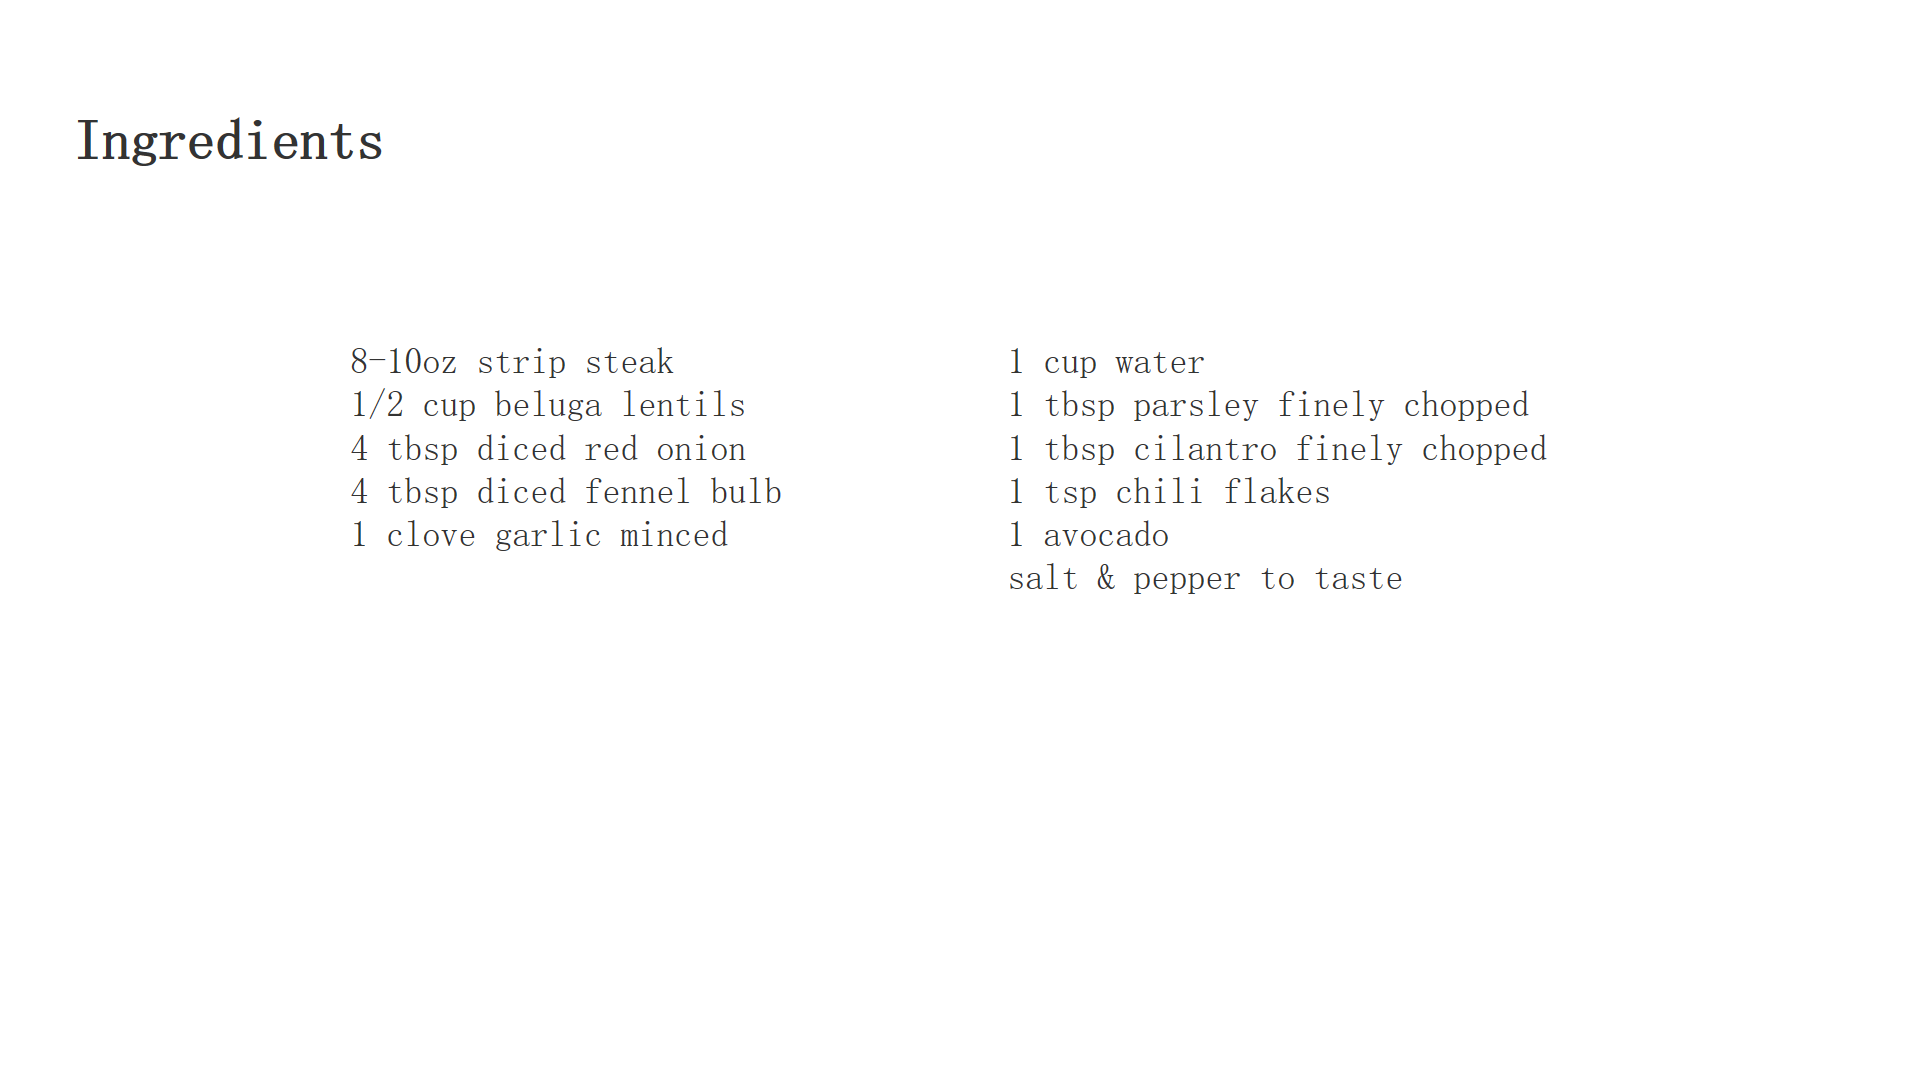 Ingredients
8-10oz strip steak
1/2 cup beluga lentils
4 tbsp diced red onion
4 tbsp diced fennel bulb
1 clove garlic minced
1 cup water
1 tbsp parsley finely chopped
1 tbsp cilantro finely chopped
1 tsp chili flakes
1 avocado
salt & pepper to taste